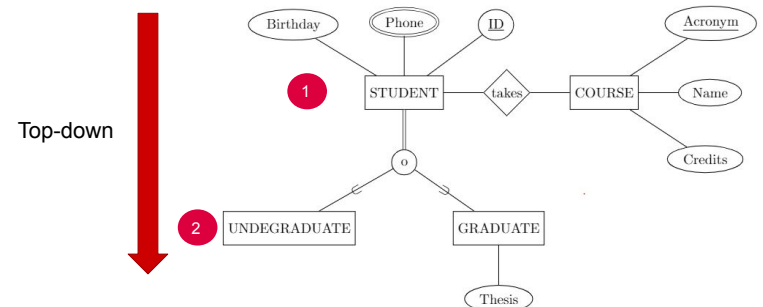 Birthday
Phone
ID
Acronym
1
STUDENT
takes
COURSE
Name
Top-down
Credits
o
2
UNDEGRADUATE
GRADUATE
Thesis